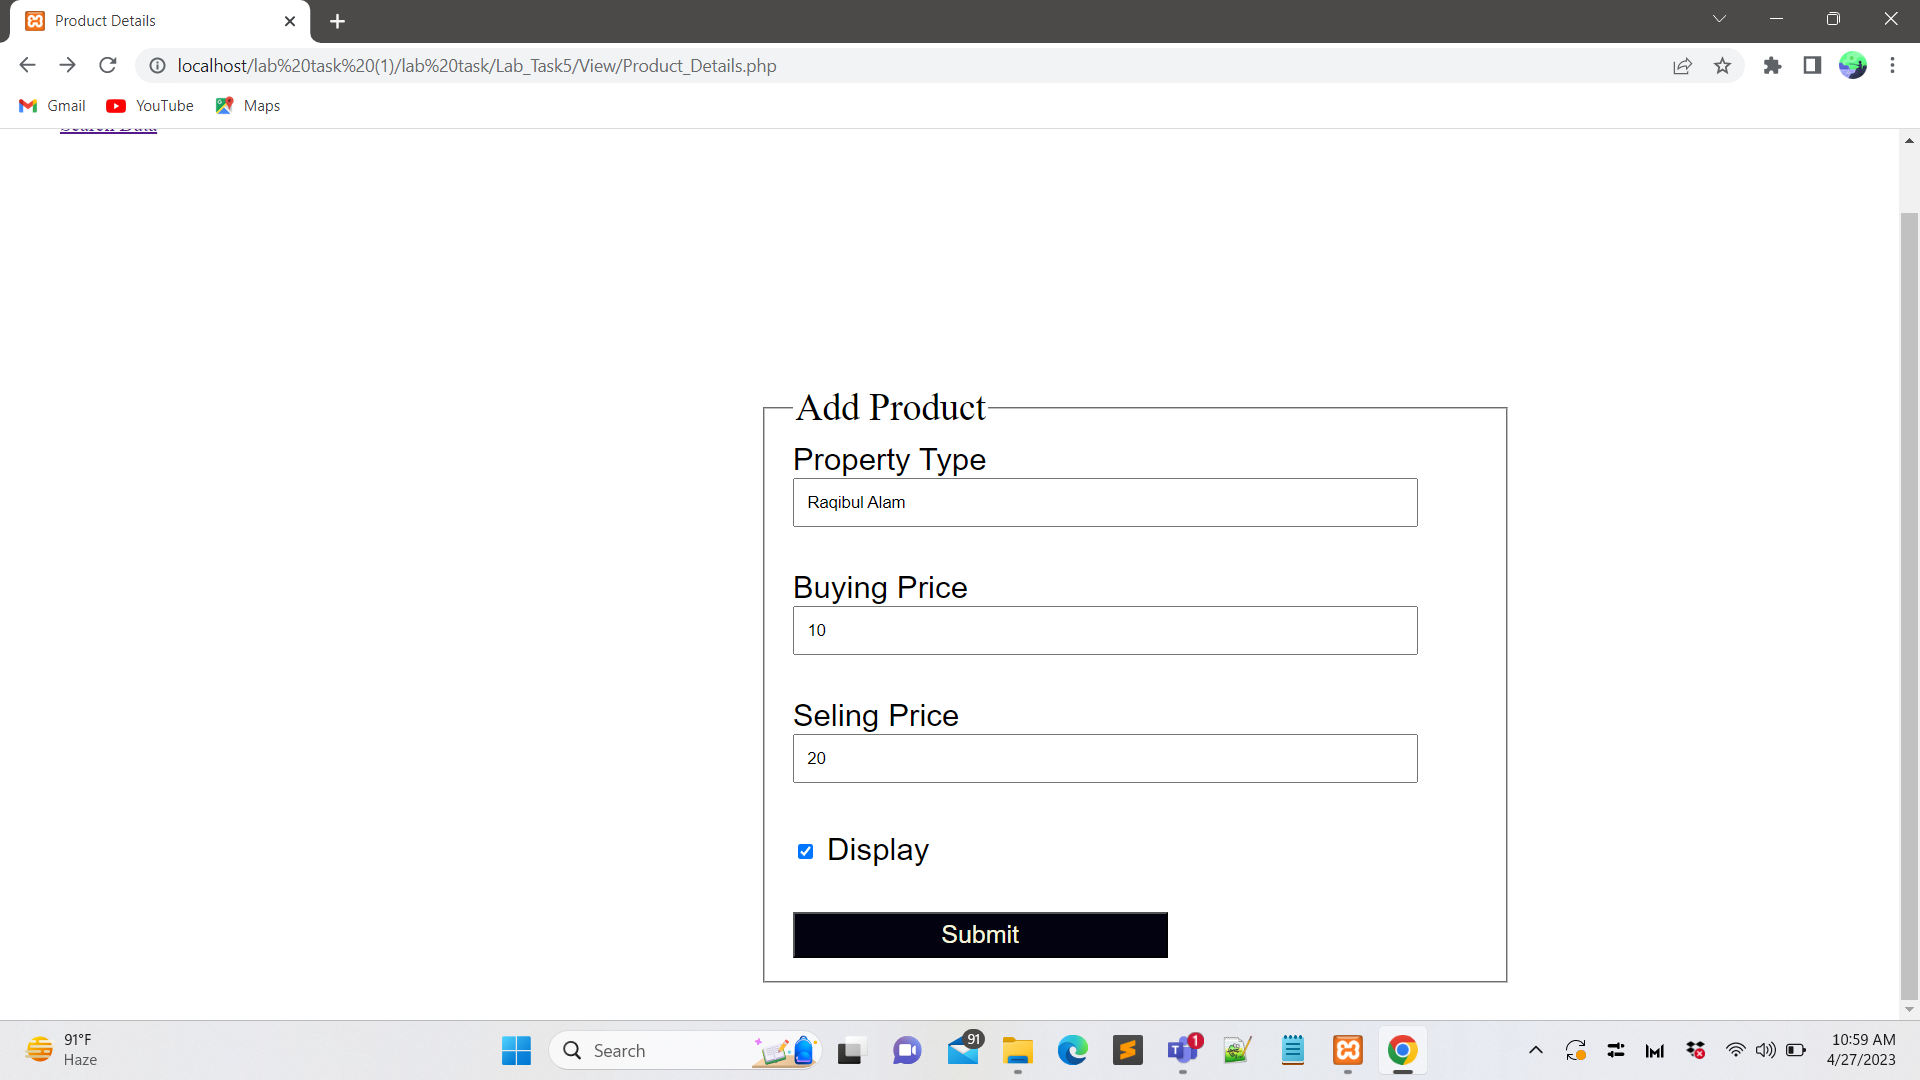 Product Details
localhost/lab%20task%20(1)/lab%20task/Lab_Task5/View/Product_Details.php
Gmail YouTube Maps
Search Data
Add Product
Property Type
Raqibul Alam
Buying Price
10
Seling Price
20
Display
Submit
91°F
Haze
Search
91
1
10:59 AM
4/27/2023